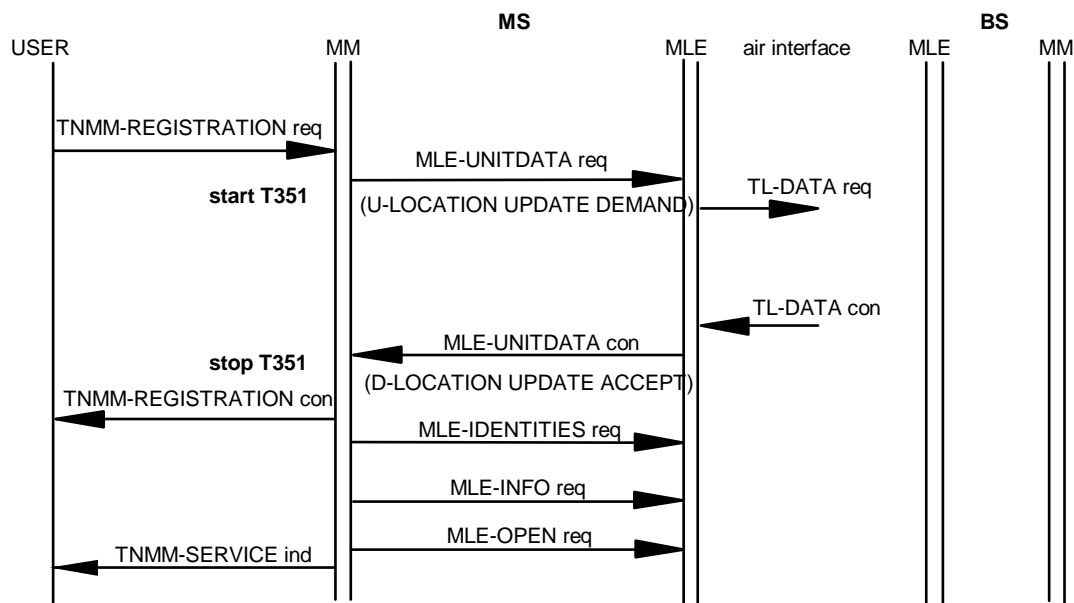 MS BS
USER MM MLE air interface MLE MM
TNMM-REGISTRATION req
MLE-UNITDATA req
start T351
TL-DATA req
(U-LOCATION UPDATE DEMAND)
TL-DATA con
MLE-UNITDATA con
stop T351
(D-LOCATION UPDATE ACCEPT)
TNMM-REGISTRATION con
MLE-IDENTITIES req
MLE-INFO req
MLE-OPEN req
TNMM-SERVICE ind